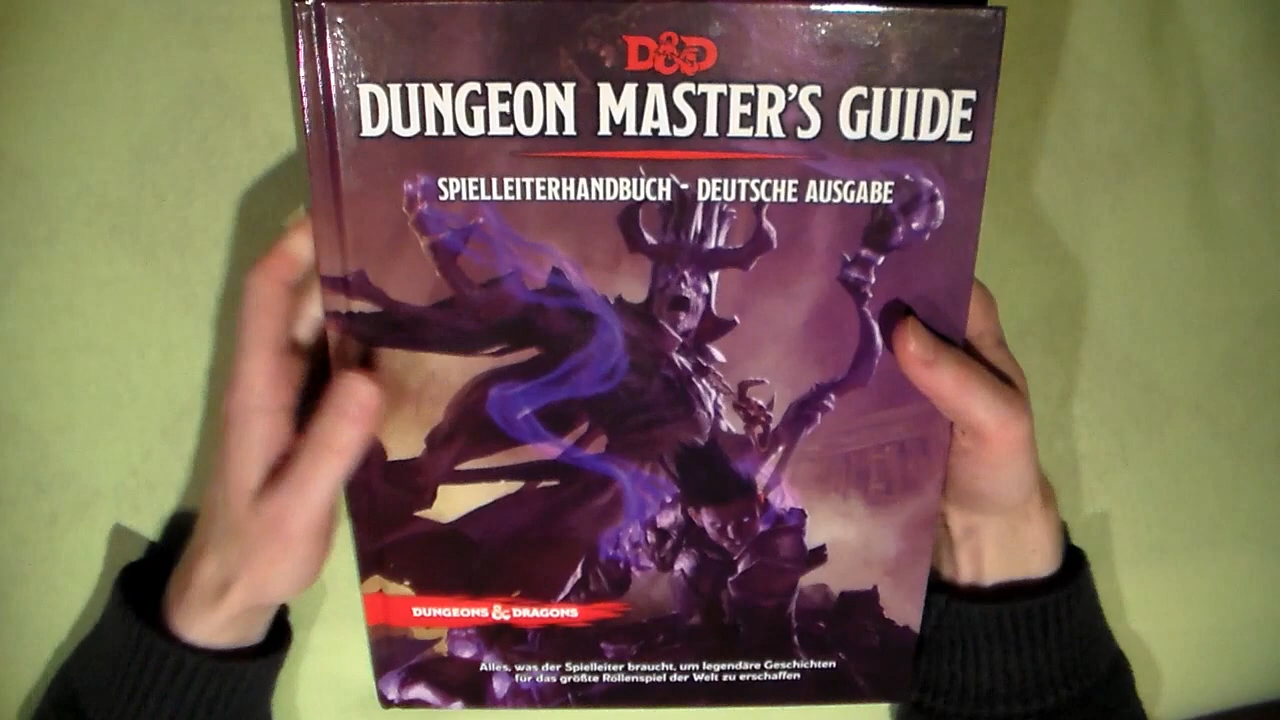 D&D
DUNGEON MASTER'S GUIDE
SPIELLEITERHANDBUCH - DEUTSCHE AUSGABE
DUNGEONS & DRAGONS
Alles, was der Spielleiter braucht, um legendäre Geschichten
für das größte Rollenspiel der Welt zu erschaffen